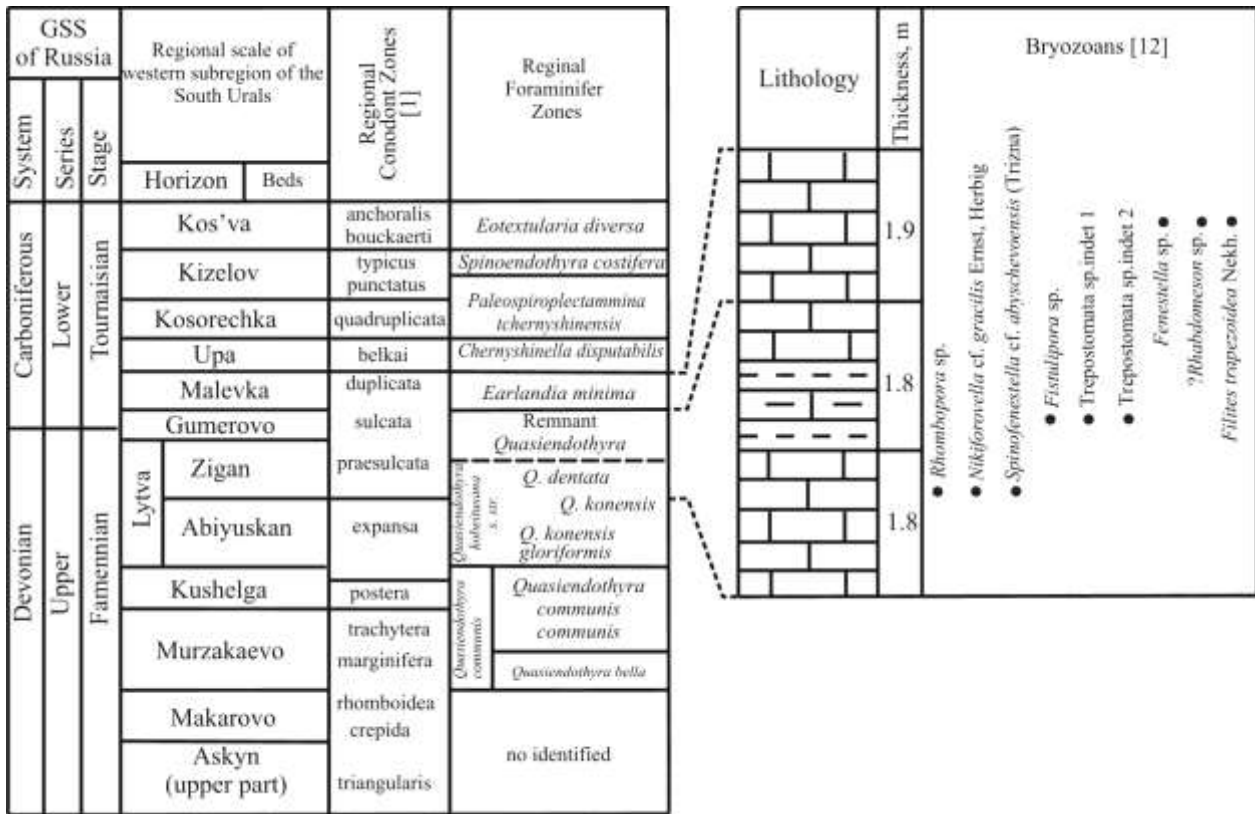 GSS
of Russia
System
Series
Stage
Regional scale of
western subregion of the
South Urals
Horizon
Beds
Regional
Conodont Zones
[1]
Reginal
Foraminifer
Zones
Carboniferous
Lower
Tournaisian
Devonian
Upper
Famennian
Kos'va
Kizelov
Kosorechka
Upa
Malevka
Gumerovo
Lytva
Zigan
Abiyuskan
Kushelga
Murzakaevo
Makarovo
Askyn
(upper part)
anchoralis
bouckaerti
typicus
punctatus
quadruplicata
belkai
duplicata
sulcata
praesulcata
expansa
postera
trachytera
marginifera
rhomboidea
crepida
triangularis
Eotextularia diversa
Spinoendothyra costifera
Paleospiroplectammina
tchernyshinensis
Chernyshinella disputabilis
Earlandia minima
Remnant
Quasiendothyra
Quasiendothyra
kobeitusana
s. str.
Q. dentata
Q. konensis
Q. konensis
gloriformis
Quasiendothyra
communis
Quasiendothyra
communis
communis
Quasiendothyra bella
no identified
Lithology
Thickness, m
Bryozoans [12]
1.9
1.8
1.8
● Rhombopora sp.
● Nikiforovella cf. gracilis Ernst, Herbig
● Spinofenestella cf. abyschevoensis (Trizna)
● Fistulipora sp.
● Trepostomata sp.indet 1
● Trepostomata sp.indet 2
Fenestella sp. ●
?Rhabdomeson sp. ●
Filites trapezoidea Nekh. ●